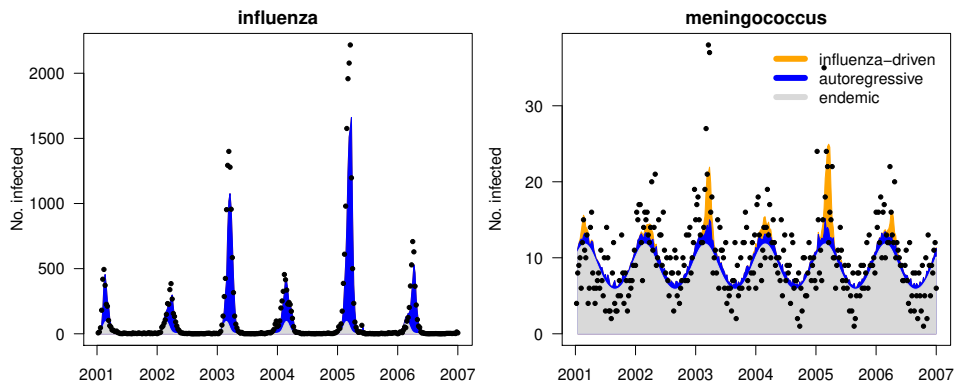 influenza
No. infected
2000
1500
1000
500
0
2001 2002 2003 2004 2005 2006 2007
meningococcus
No. infected
30
20
10
0
2001 2002 2003 2004 2005 2006 2007
influenza−driven
autoregressive
endemic